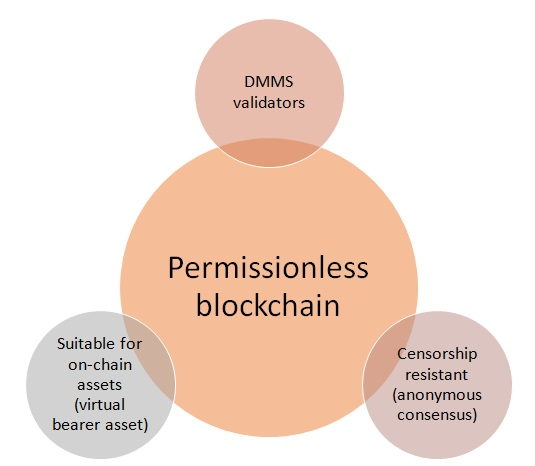 DMMS
validators
Permissionless
blockchain
Suitable for
on-chain
assets
(virtual
bearer asset)
Censorship
resistant
(anonymous
consensus)